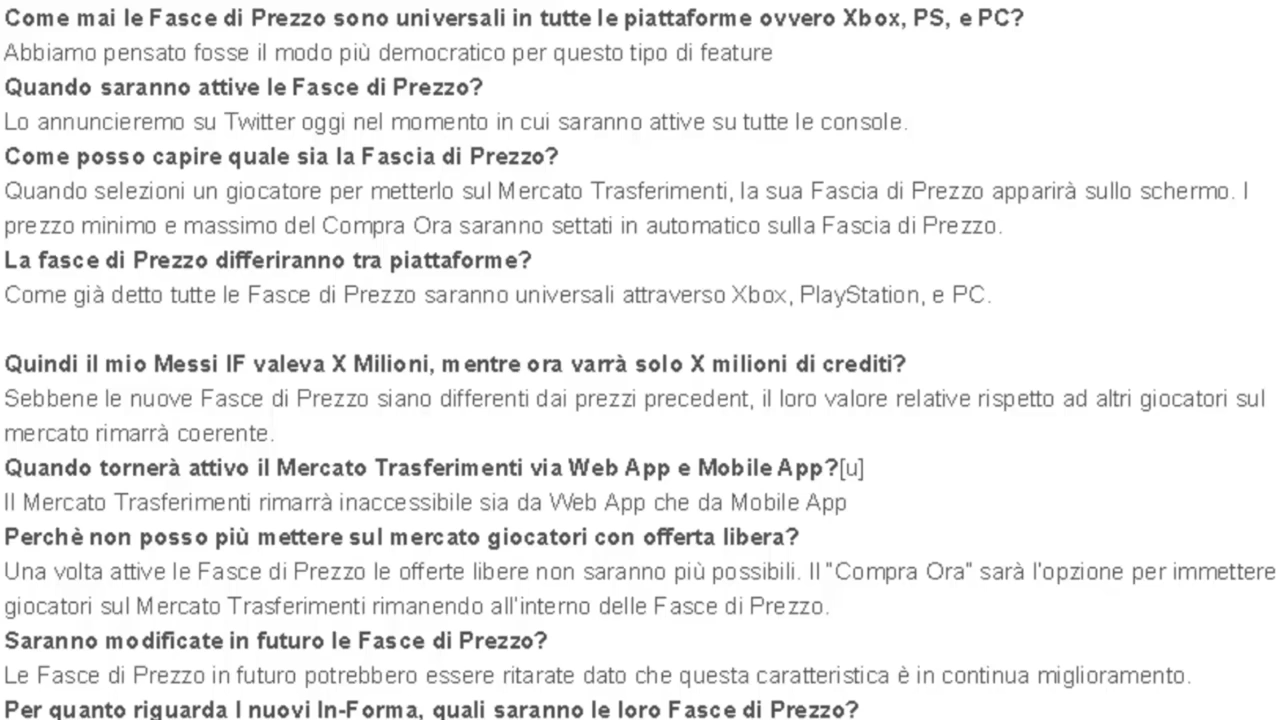 Come mai le Fasce di Prezzo sono universali in tutte le piattaforme ovvero Xbox, PS, e PC?
Abbiamo pensato fosse il modo più democratico per questo tipo di feature
Quando saranno attive le Fasce di Prezzo?
Lo annuncieremo su Twitter oggi nel momento in cui saranno attive su tutte le console.
Come posso capire quale sia la Fascia di Prezzo?
Quando selezioni un giocatore per metterlo sul Mercato Trasferimenti, la sua Fascia di Prezzo apparirà sullo schermo. I
prezzo minimo e massimo del Compra Ora saranno settati in automatico sulla Fascia di Prezzo.
La fasce di Prezzo differiranno tra piattaforme?
Come già detto tutte le Fasce di Prezzo saranno universali attraverso Xbox, PlayStation, e PC.
Quindi il mio Messi IF valeva X Milioni, mentre ora varrà solo X milioni di crediti?
Sebbene le nuove Fasce di Prezzo siano differenti dai prezzi precedent, il loro valore relative rispetto ad altri giocatori sul
mercato rimarrà coerente.
Quando tornerà attivo il Mercato Trasferimenti via Web App e Mobile App?[u]
Il Mercato Trasferimenti rimarrà inaccessibile sia da Web App che da Mobile App
Perchè non posso più mettere sul mercato giocatori con offerta libera?
Una volta attive le Fasce di Prezzo le offerte libere non saranno più possibili. Il "Compra Ora" sarà l'opzione per immettere
giocatori sul Mercato Trasferimenti rimanendo all'interno delle Fasce di Prezzo.
Saranno modificate in futuro le Fasce di Prezzo?
Le Fasce di Prezzo in futuro potrebbero essere ritarate dato che questa caratteristica è in continua miglioramento.
Per quanto riguarda I nuovi In-Forma, quali saranno le loro Fasce di Prezzo?